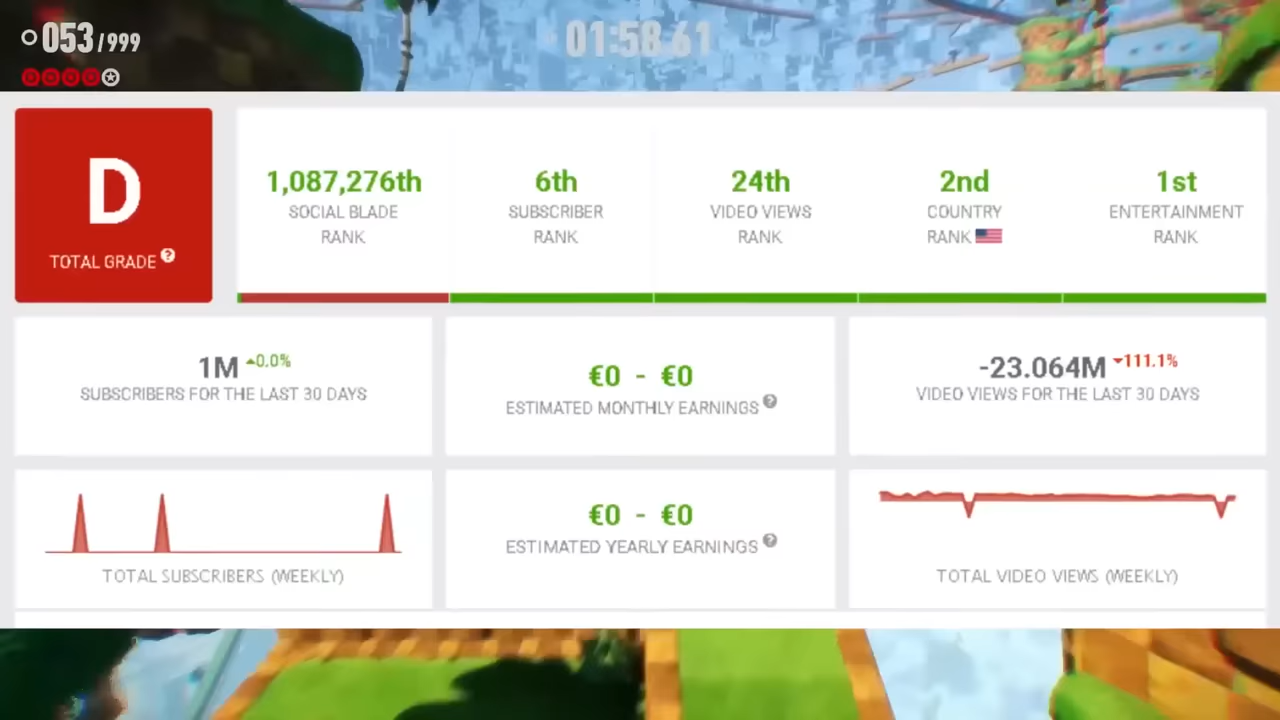 053/999
01:58.61
D
TOTAL GRADE ?
1,087,276th
SOCIAL BLADE
RANK
6th
SUBSCRIBER
RANK
24th
VIDEO VIEWS
RANK
2nd
COUNTRY
RANK
1st
ENTERTAINMENT
RANK
1M 0.0%
SUBSCRIBERS FOR THE LAST 30 DAYS
€0 - €0
ESTIMATED MONTHLY EARNINGS ?
-23.064M 111.1%
VIDEO VIEWS FOR THE LAST 30 DAYS
TOTAL SUBSCRIBERS (WEEKLY)
€0 - €0
ESTIMATED YEARLY EARNINGS ?
TOTAL VIDEO VIEWS (WEEKLY)